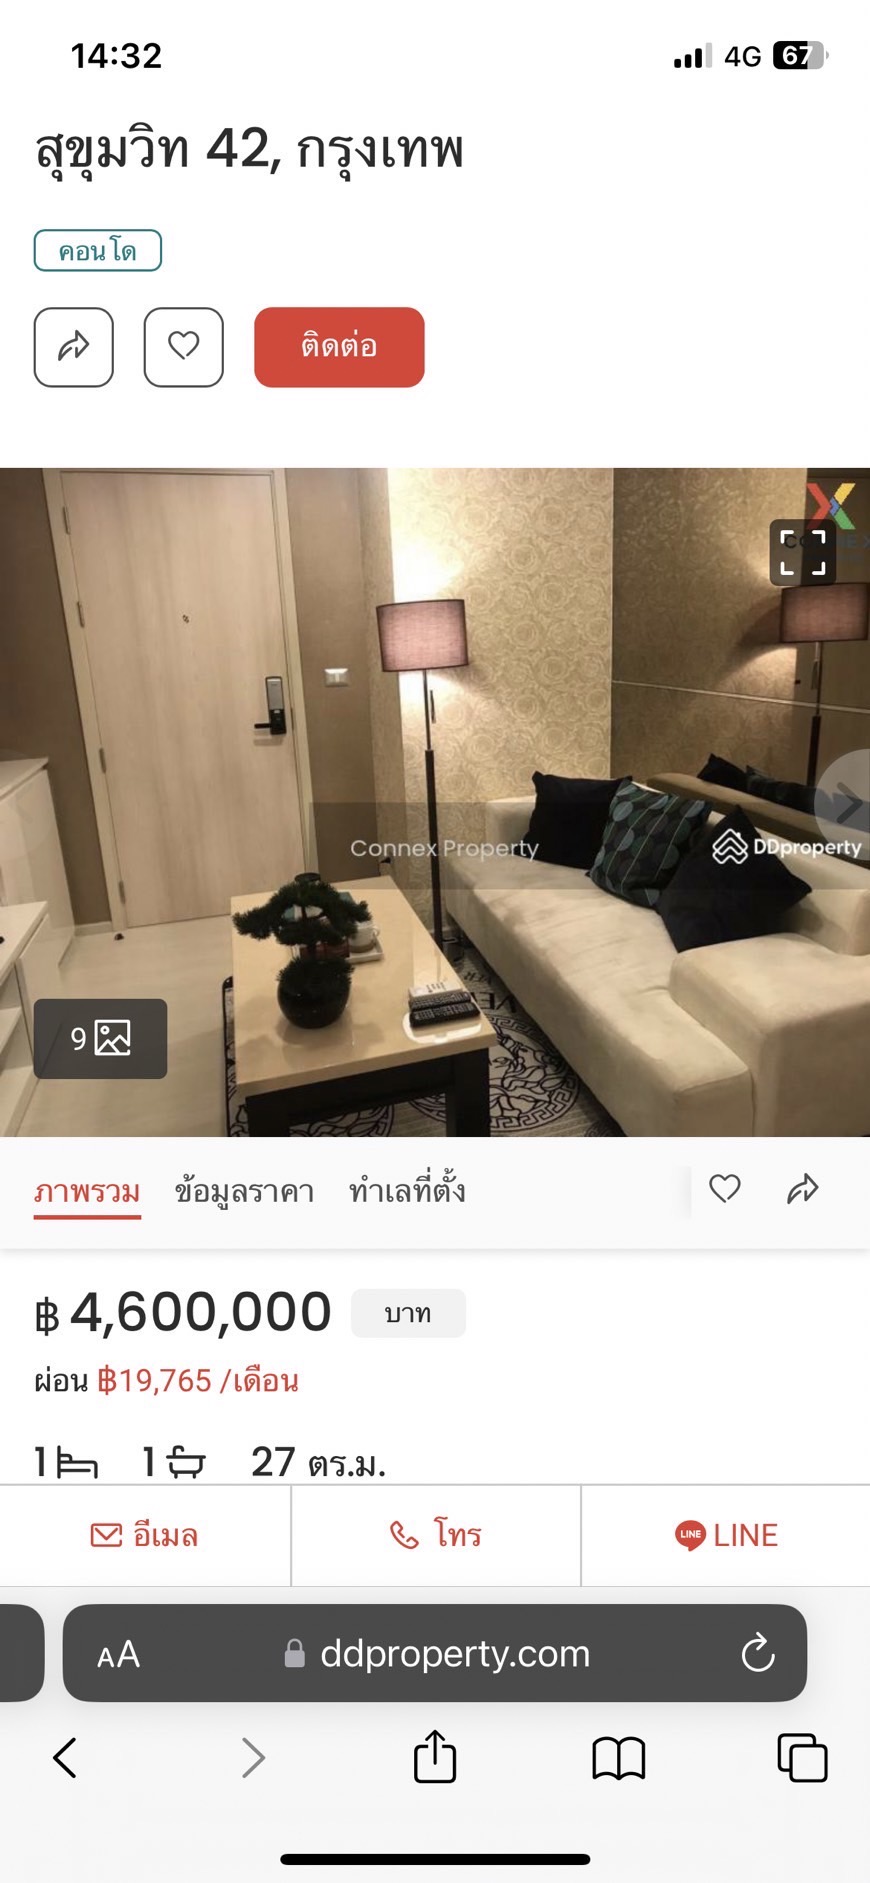 14:32
4G 67
สุขุมวิท 42, กรุงเทพ
คอนโด
ติดต่อ
Connex Property
DDproperty
9
ภาพรวม ข้อมูลราคา ทำเลที่ตั้ง
฿ 4,600,000 บาท
ผ่อน ฿19,765 /เดือน
1 1 27 ตร.ม.
อีเมล โทร LINE LINE
AA ddproperty.com